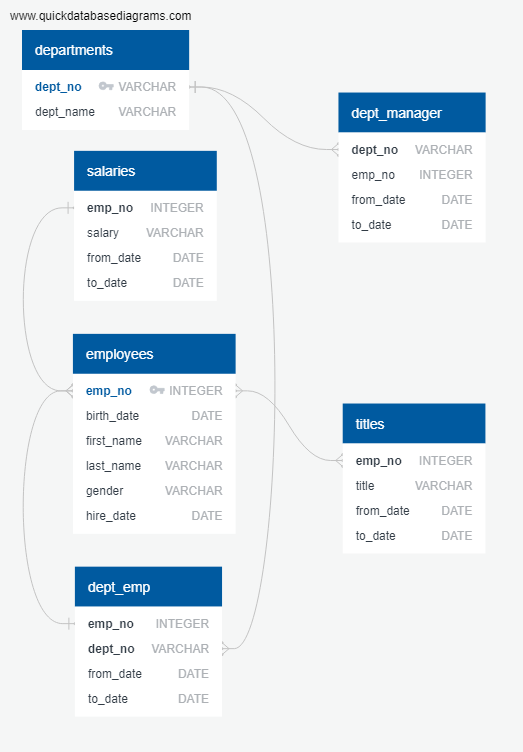 www.quickdatabasediagrams.com
departments
dept_no VARCHAR
dept_name VARCHAR
dept_manager
dept_no VARCHAR
emp_no INTEGER
from_date DATE
to_date DATE
salaries
emp_no INTEGER
salary VARCHAR
from_date DATE
to_date DATE
employees
emp_no INTEGER
birth_date DATE
first_name VARCHAR
last_name VARCHAR
gender VARCHAR
hire_date DATE
titles
emp_no INTEGER
title VARCHAR
from_date DATE
to_date DATE
dept_emp
emp_no INTEGER
dept_no VARCHAR
from_date DATE
to_date DATE